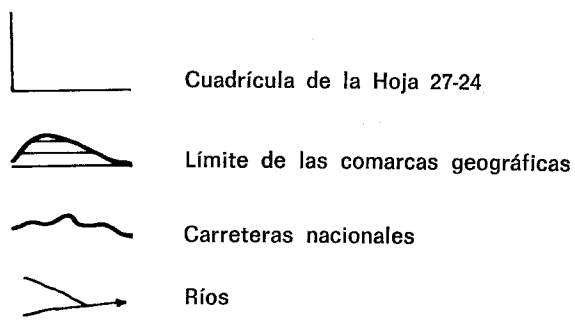 Cuadrícula de la Hoja 27-24
Límite de las comarcas geográficas
Carreteras nacionales
Ríos